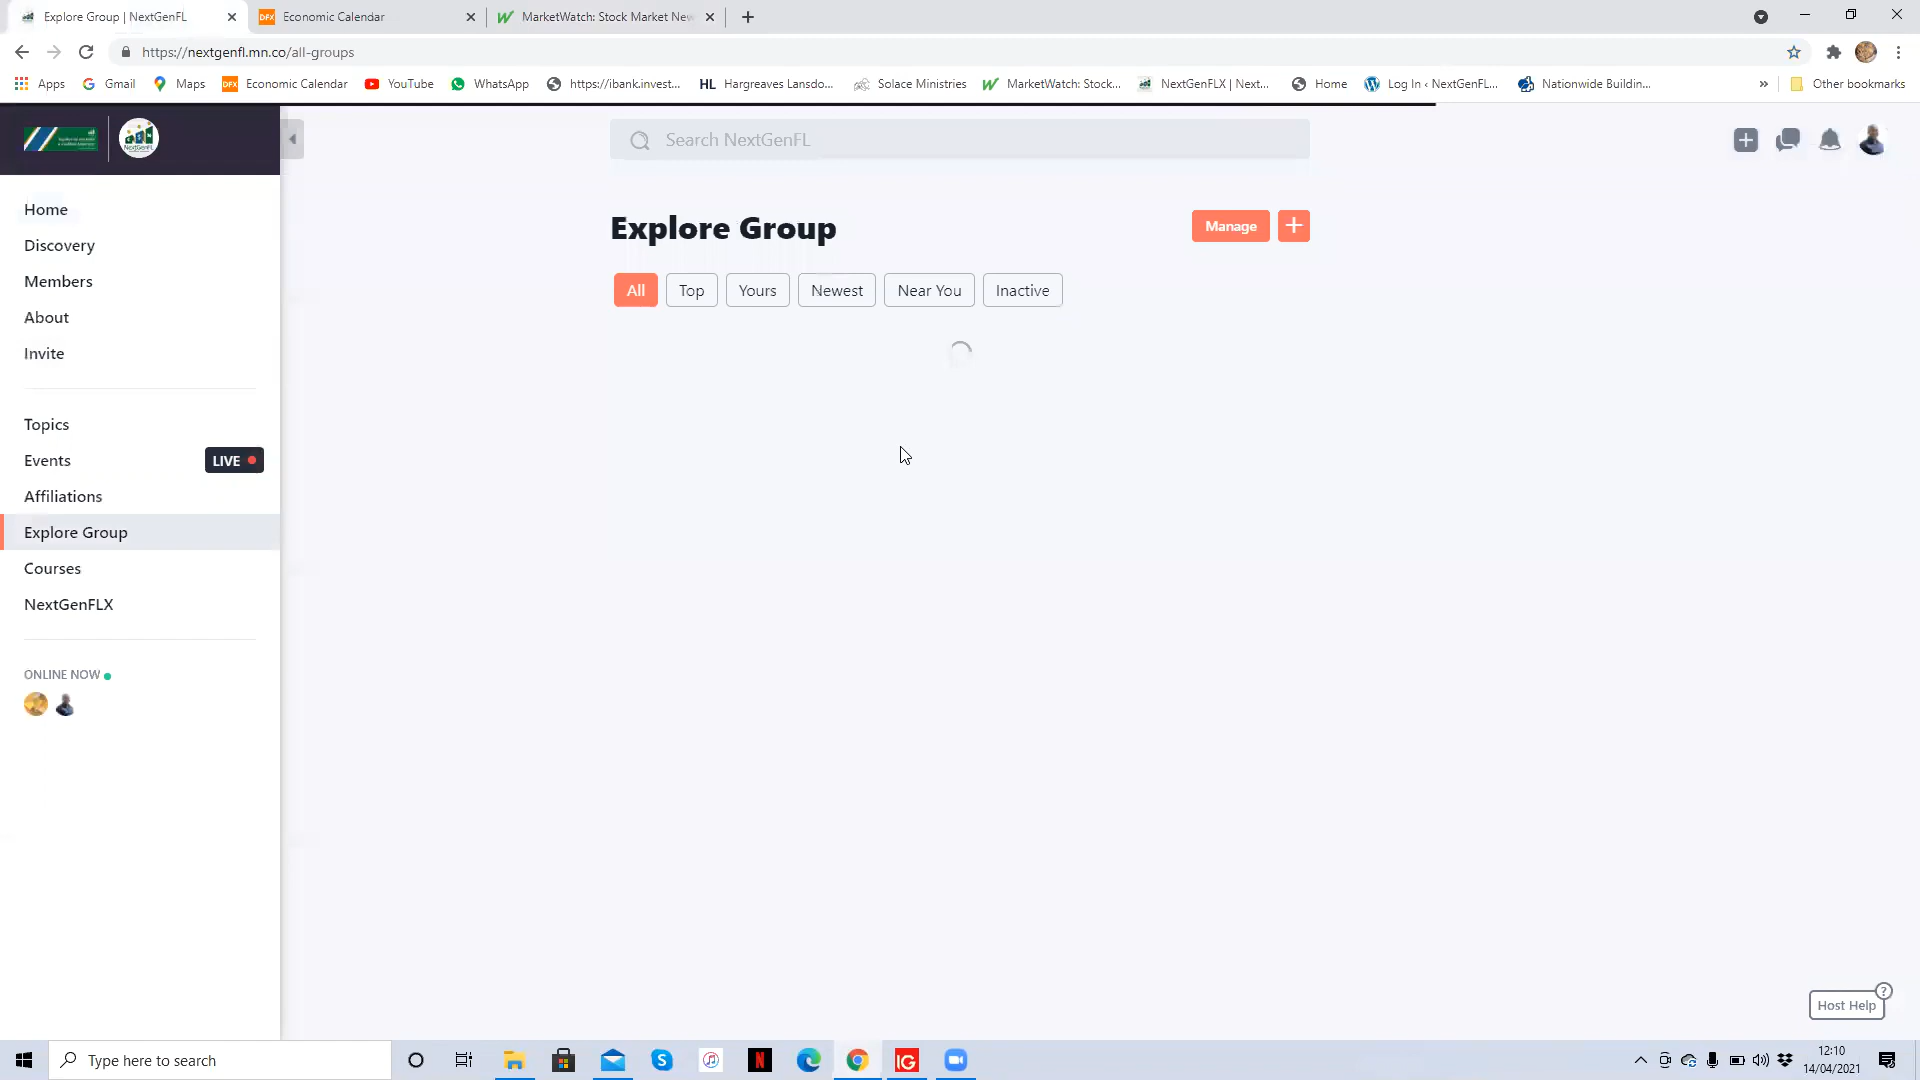 Explore Group | NextGenFL
DFX Economic Calendar
MarketWatch: Stock Market New
https://nextgenfl.mn.co/all-groups
Apps
Gmail
Maps
DFX Economic Calendar
YouTube
WhatsApp
https://ibank.invest...
HL Hargreaves Lansdo...
Solace Ministries
MarketWatch: Stock...
NextGenFLX | Next...
Home
Log In ‹ NextGenFL...
Nationwide Buildin...
»
Other bookmarks
Search NextGenFL
Home
Discovery
Members
About
Invite
Topics
Events LIVE
Affiliations
Explore Group
Courses
NextGenFLX
ONLINE NOW
Explore Group
Manage +
All Top Yours Newest Near You Inactive
Host Help ?
Type here to search
IG
12:10
14/04/2021